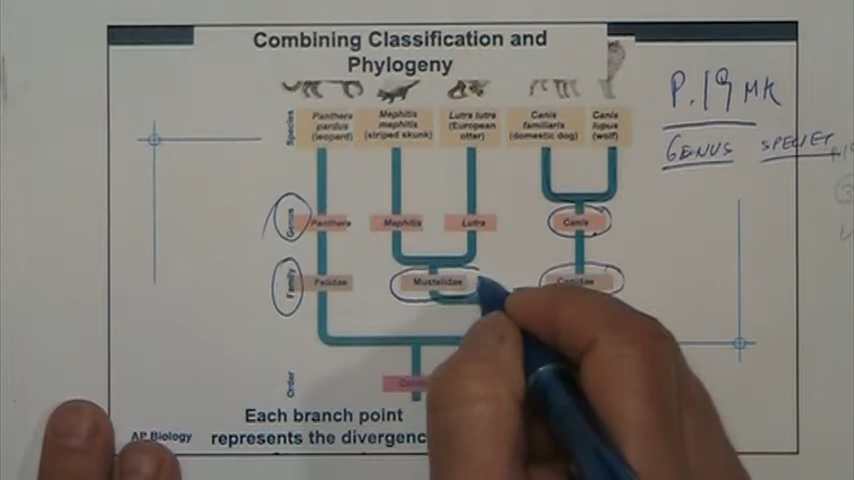 Combining Classification and
Phylogeny
P.19 MK
GENUS SPECIES
Species
Panthera
pardus
(leopard)
Mephitis
mephitis
(striped skunk)
Lutra lutra
(European
otter)
Canis
familiaris
(domestic dog)
Canis
lupus
(wolf)
Genus
Panthera
Mephitis
Lutra
Canis
Family
Felidae
Mustelidae
Canidae
Order
Each branch point
AP Biology
represents the divergenc